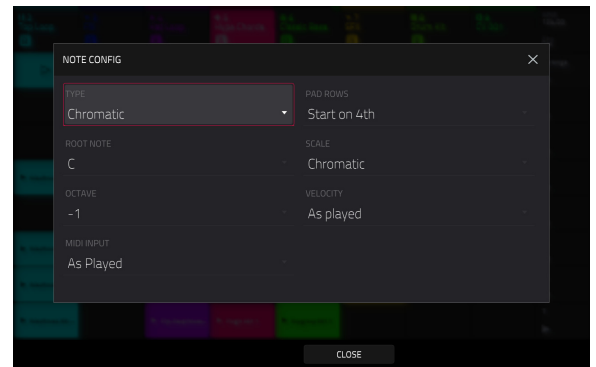 NOTE CONFIG
TYPE
Chromatic
PAD ROWS
Start on 4th
ROOT NOTE
C
SCALE
Chromatic
OCTAVE
-1
VELOCITY
As played
MIDI INPUT
As Played
CLOSE